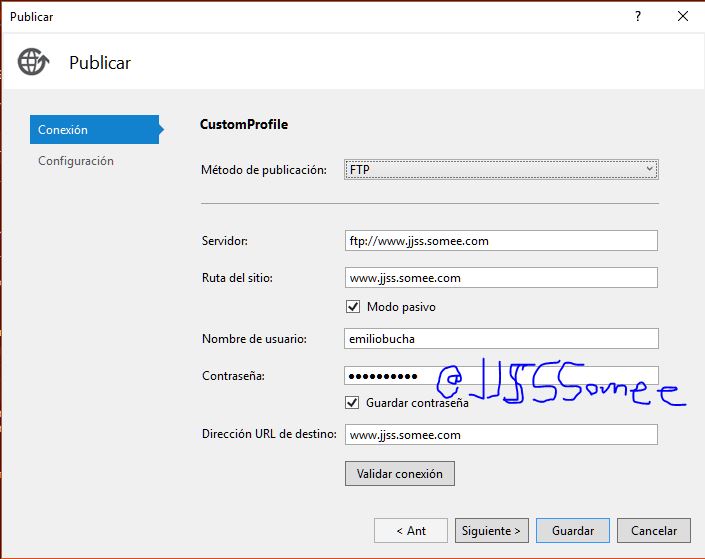 Publicar
Publicar
Conexión
Configuración
CustomProfile
Método de publicación: FTP
Servidor: ftp://www.jjss.somee.com
Ruta del sitio: www.jjss.somee.com
Modo pasivo
Nombre de usuario: emiliobucha
Contraseña: •••••••••• @JJSSSomee
Guardar contraseña
Dirección URL de destino: www.jjss.somee.com
Validar conexión
< Ant Siguiente > Guardar Cancelar